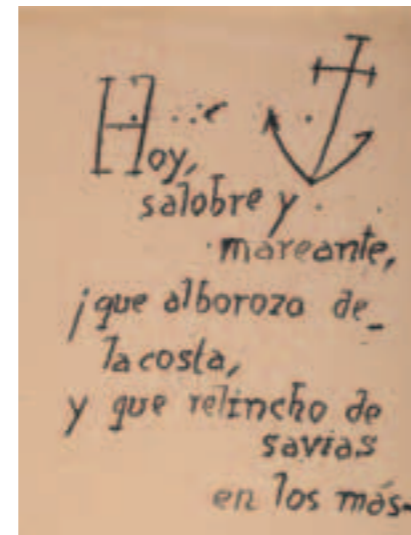 Hoy,
salobre y
mareante,
¡que alborozo de_
la costa,
y que relincho de
savias
en los más-